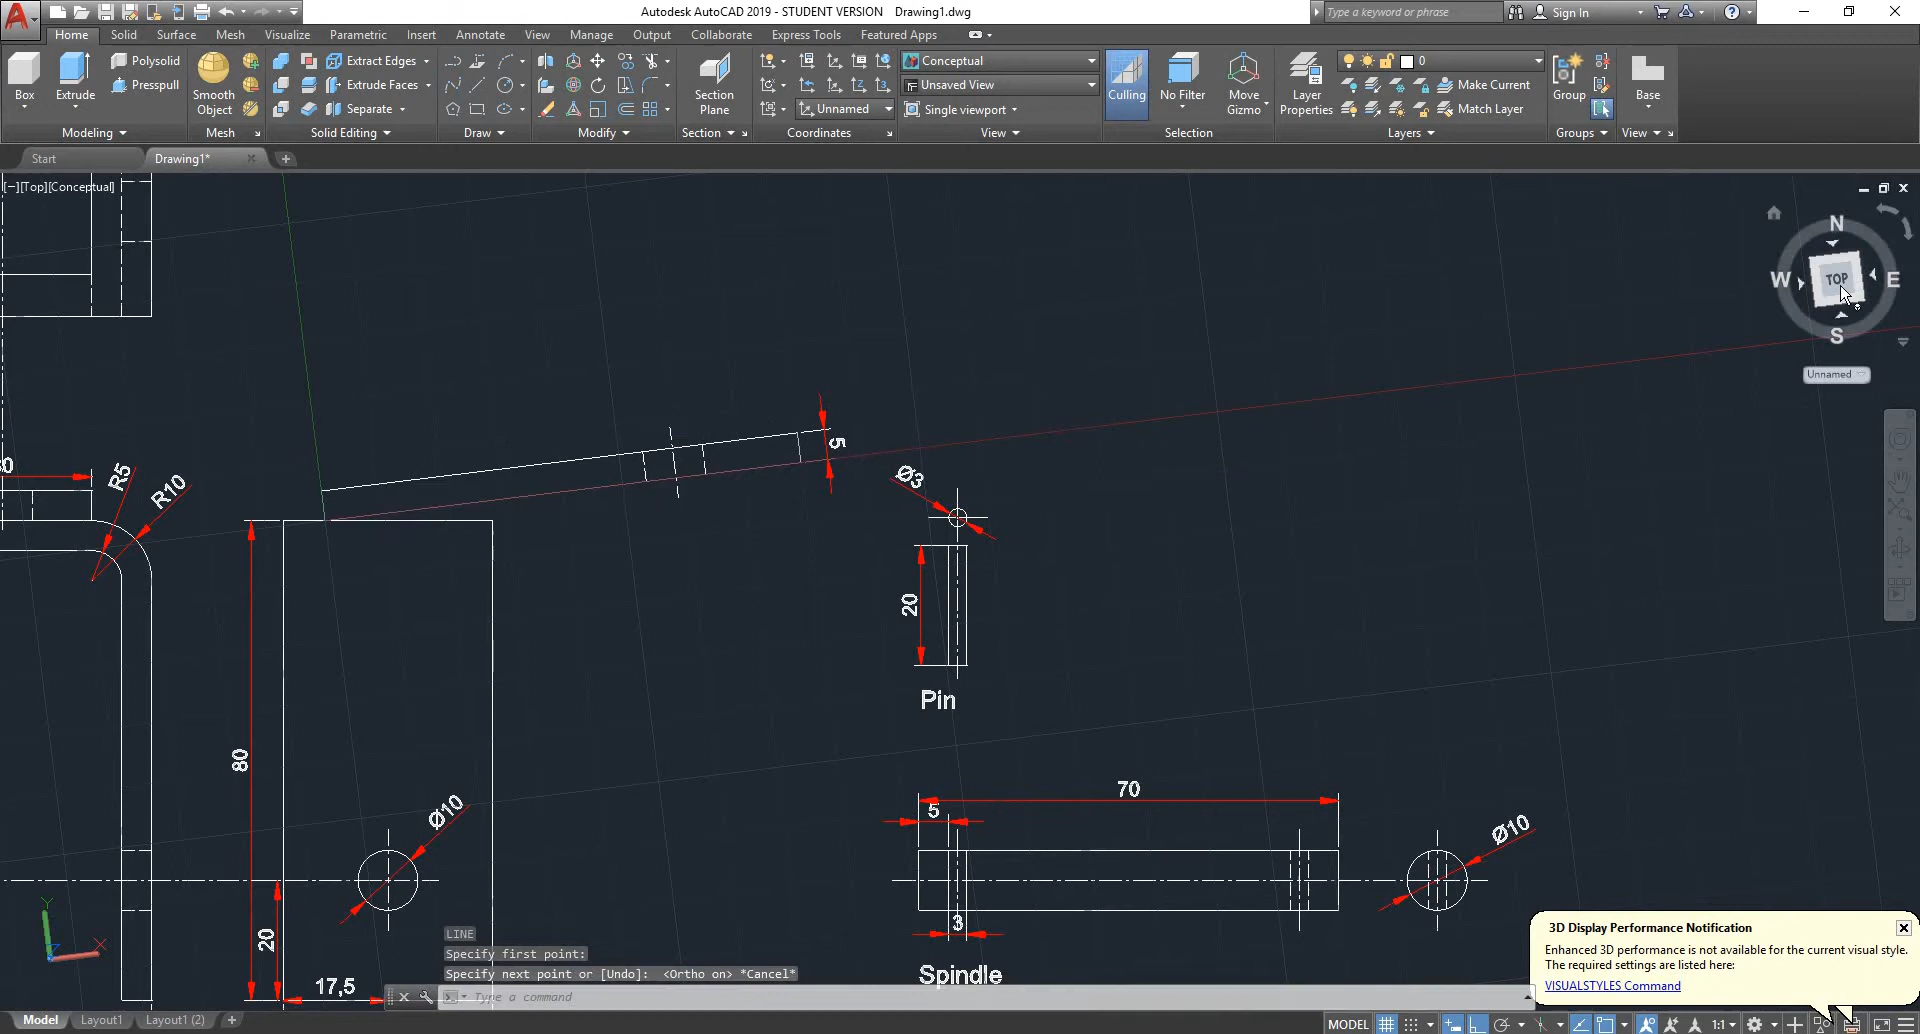 Autodesk AutoCAD 2019 - STUDENT VERSION Drawing1.dwg
Type a keyword or phrase
Sign In
Home Solid Surface Mesh Visualize Parametric Insert Annotate View Manage Output Collaborate Express Tools Featured Apps
Box
Extrude
Polysolid
Presspull
Modeling
Smooth
Object
Mesh
Extract Edges
Extrude Faces
Separate
Solid Editing
Draw
Modify
Section
Plane
Section
Unnamed
Coordinates
Conceptual
Unsaved View
Single viewport
View
Culling
No Filter
Move
Gizmo
Selection
Layer
Properties
0
Make Current
Match Layer
Layers
Group
Groups
Base
View
Start
Drawing1*
[−][Top][Conceptual]
N
W
TOP
E
S
Unnamed
R5
R10
5
Ø3
20
Pin
80
Ø10
20
17,5
70
5
3
Ø10
Spindle
Y
X
LINE
Specify first point:
Specify next point or [Undo]: <Ortho on> *Cancel*
Type a command
3D Display Performance Notification
Enhanced 3D performance is not available for the current visual style.
The required settings are listed here:
VISUALSTYLES Command
Model Layout1 Layout1 (2)
MODEL
1:1